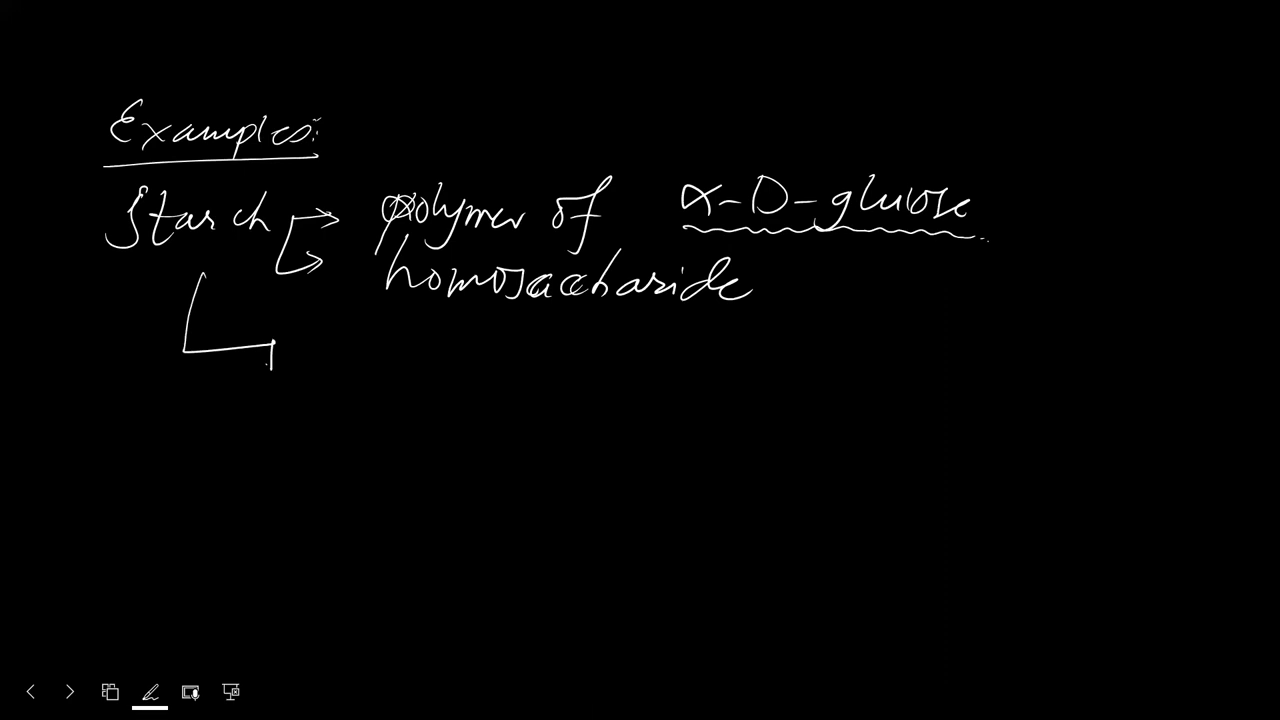 Examples:
Starch → polymer of α-D-glucose
→ homosaccharide